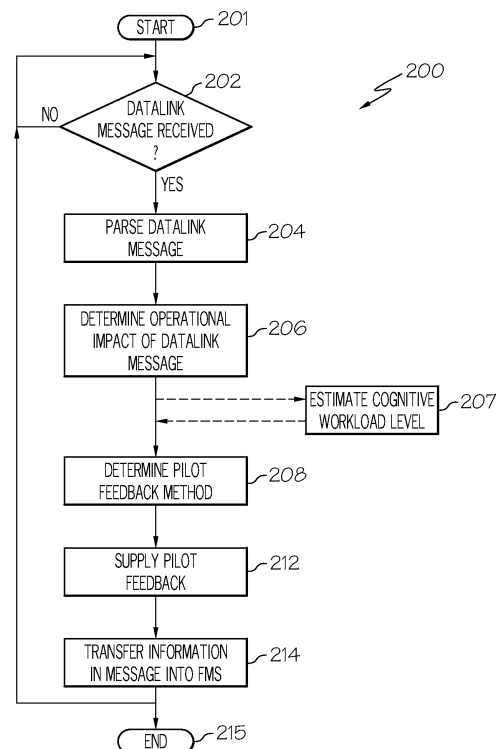 START
201
202
200
NO
DATALINK
MESSAGE RECEIVED
?
YES
PARSE DATALINK
MESSAGE
204
DETERMINE OPERATIONAL
IMPACT OF DATALINK
MESSAGE
206
ESTIMATE COGNITIVE
WORKLOAD LEVEL
207
DETERMINE PILOT
FEEDBACK METHOD
208
SUPPLY PILOT
FEEDBACK
212
TRANSFER INFORMATION
IN MESSAGE INTO FMS
214
END
215